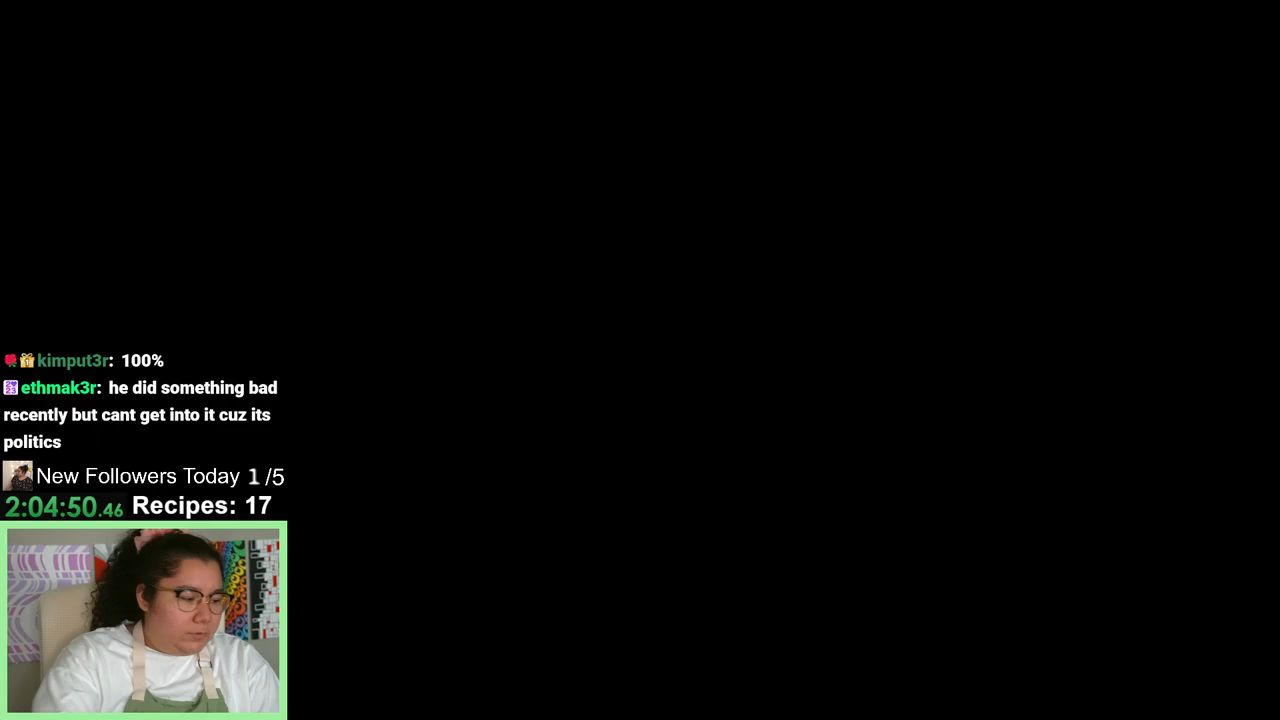 kimput3r: 100%
ethmak3r: he did something bad
recently but cant get into it cuz its
politics
New Followers Today 1/5
2:04:50.46 Recipes: 17